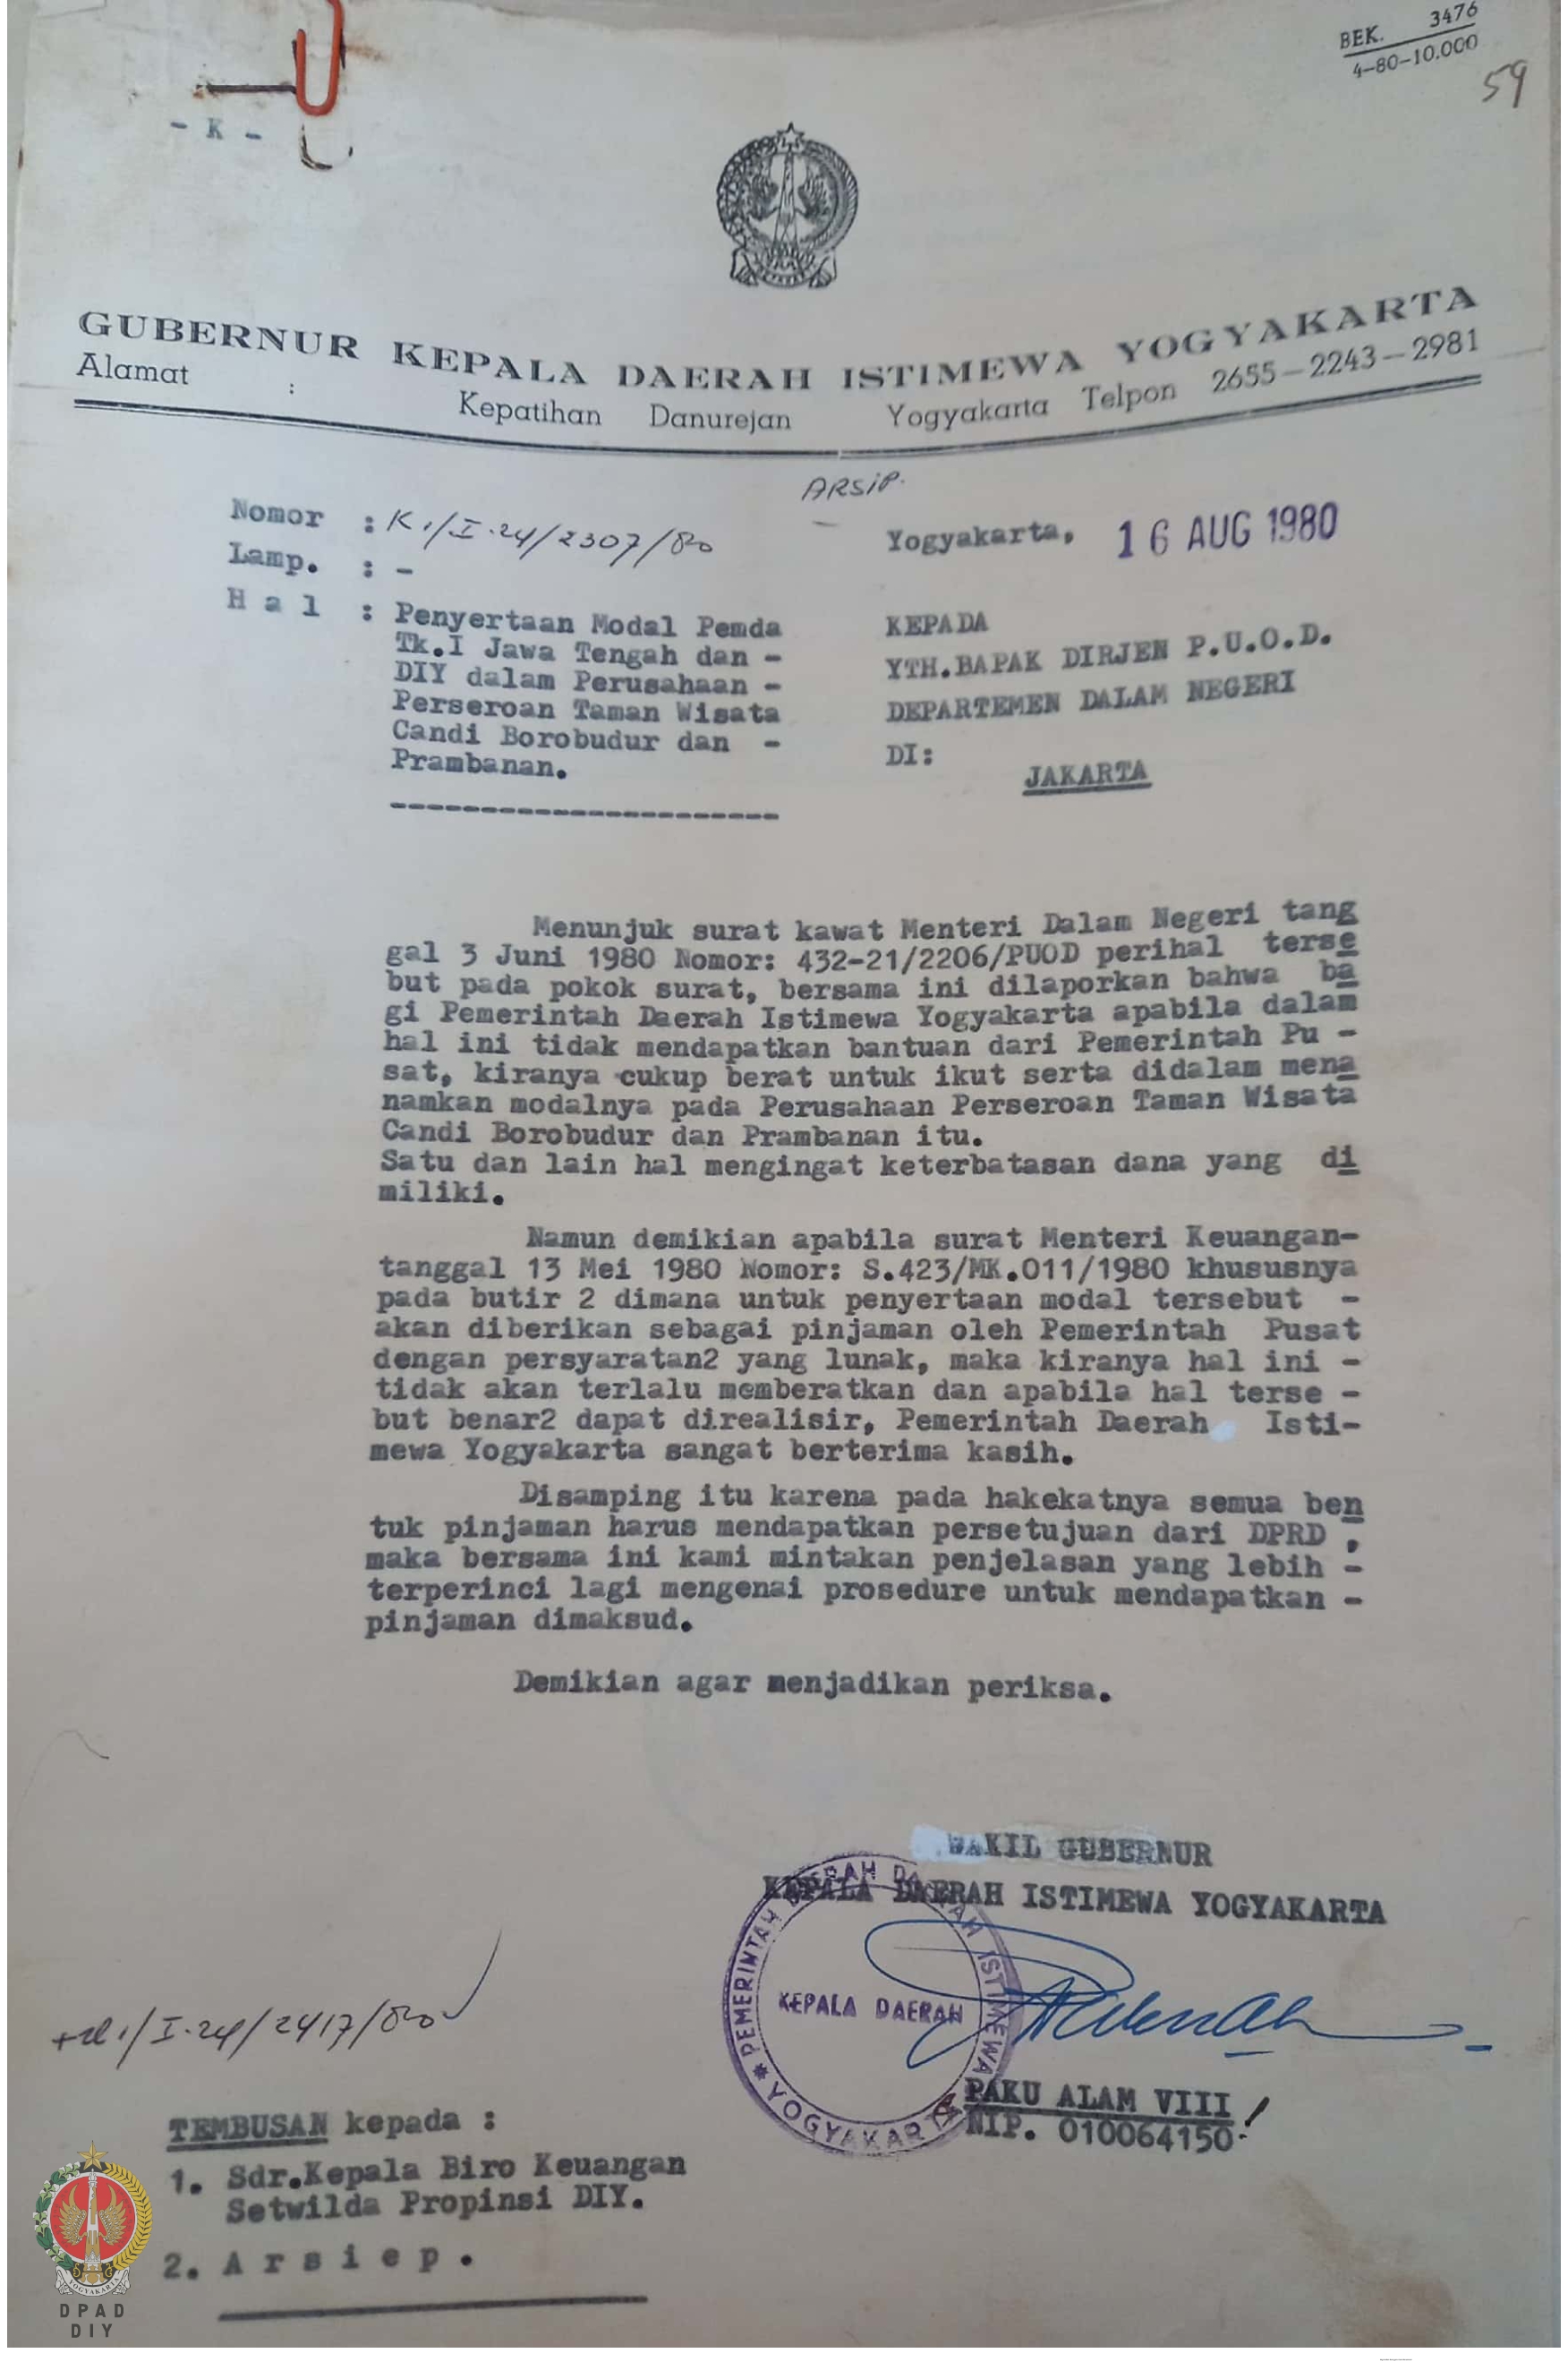 BEK. 3476
4-80-10.000
59
- K -
GUBERNUR KEPALA DAERAH ISTIMEWA YOGYAKARTA
Alamat : Kepatihan Danurejan Yogyakarta Telpon 2655-2243-2981
ARSIP.
Nomor : K.1/I.24/2307/80
Yogyakarta, 16 AUG 1980
Lamp. : -
H a l : Penyertaan Modal Pemda
Tk.I Jawa Tengah dan -
DIY dalam Perusahaan -
Perseroan Taman Wisata
Candi Borobudur dan -
Prambanan.
-----------------------
KEPADA
YTH.BAPAK DIRJEN P.U.O.D.
DEPARTEMEN DALAM NEGERI
DI:
JAKARTA
Menunjuk surat kawat Menteri Dalam Negeri tang
gal 3 Juni 1980 Nomor: 432-21/2206/PUOD perihal terse
but pada pokok surat, bersama ini dilaporkan bahwa ba
gi Pemerintah Daerah Istimewa Yogyakarta apabila dalam
hal ini tidak mendapatkan bantuan dari Pemerintah Pu -
sat, kiranya cukup berat untuk ikut serta didalam mena
namkan modalnya pada Perusahaan Perseroan Taman Wisata
Candi Borobudur dan Prambanan itu.
Satu dan lain hal mengingat keterbatasan dana yang di
miliki.
Namun demikian apabila surat Menteri Keuangan-
tanggal 13 Mei 1980 Nomor: S.423/MK.011/1980 khususnya
pada butir 2 dimana untuk penyertaan modal tersebut -
akan diberikan sebagai pinjaman oleh Pemerintah Pusat
dengan persyaratan2 yang lunak, maka kiranya hal ini -
tidak akan terlalu memberatkan dan apabila hal terse -
but benar2 dapat direalisir, Pemerintah Daerah Isti-
mewa Yogyakarta sangat berterima kasih.
Disamping itu karena pada hakekatnya semua ben
tuk pinjaman harus mendapatkan persetujuan dari DPRD ,
maka bersama ini kami mintakan penjelasan yang lebih -
terperinci lagi mengenai prosedure untuk mendapatkan -
pinjaman dimaksud.
Demikian agar menjadikan periksa.
WAKIL GUBERNUR
KEPALA DAERAH ISTIMEWA YOGYAKARTA
PEMERINTAH DAERAH DAERAH ISTIMEWA
KEPALA DAERAH
* YOGYAKARTA
PAKU ALAM VIII
NIP. 010064150
/I.24/2417/80
TEMBUSAN kepada :
1. Sdr.Kepala Biro Keuangan
Setwilda Propinsi DIY.
2. A r s i e p .
YOGYAKARTA
DPAD
DIY